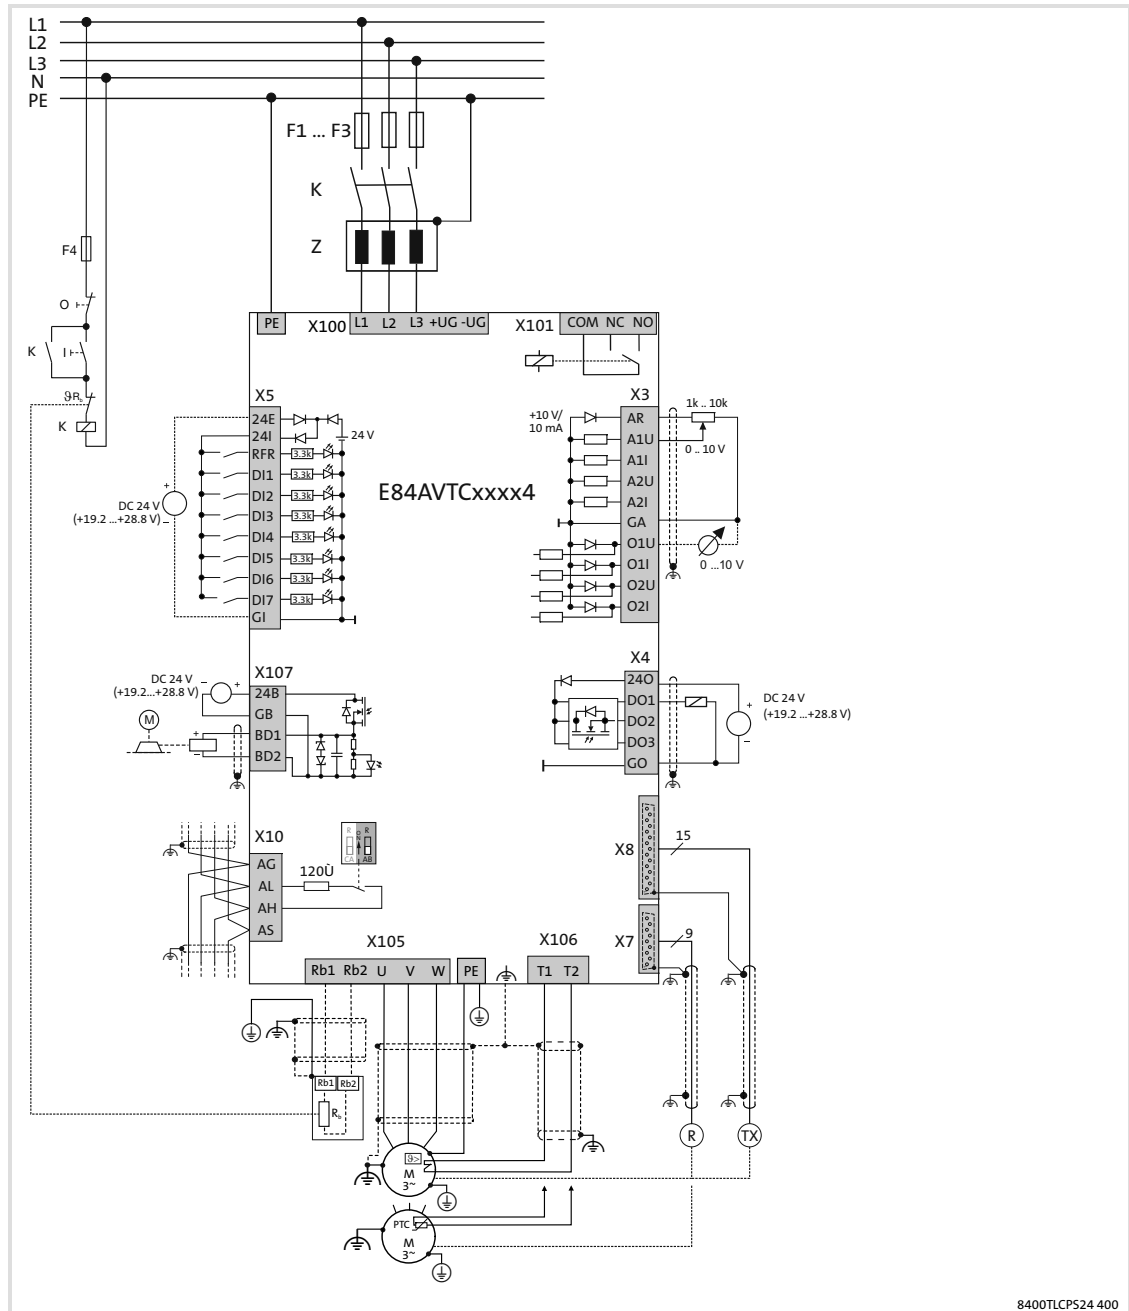 L1
L2
L3
N
PE
F1 ... F3
K
Z
F4
O
K
I
ϑRb
K
PE
X100
L1 L2 L3 +UG -UG
X101
COM NC NO
X5
24E
24I
RFR
DI1
DI2
DI3
DI4
DI5
DI6
DI7
GI
3.3k
3.3k
3.3k
3.3k
3.3k
3.3k
3.3k
3.3k
24 V
+
DC 24 V
(+19.2 ...+28.8 V)
–
E84AVTCxxxx4
+10 V/
10 mA
X3
AR
A1U
A1I
A2U
A2I
GA
O1U
O1I
O2U
O2I
1k .. 10k
0 .. 10 V
0 ...10 V
X107
24B
GB
BD1
BD2
DC 24 V
(+19.2...+28.8 V)
– +
M
+
–
X4
24O
DO1
DO2
DO3
GO
DC 24 V
(+19.2 ...+28.8 V)
+
–
X10
AG
AL
AH
AS
120Ù
R R
ON
CA AB
X8
15
X7
9
X105
Rb1 Rb2 U V W
PE
X106
T1 T2
Rb1 Rb2
Rb
R
TX
ϑ>
M
3~
PTC
M
3~
8400TLCPS24 400